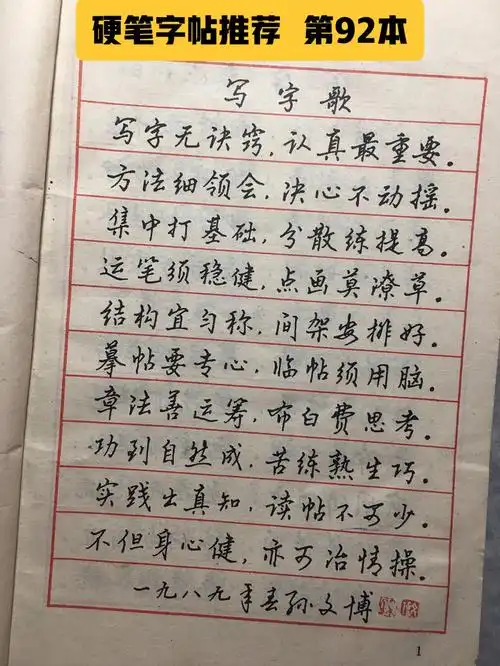 硬笔字帖推荐 第92本
写字歌
写字无诀窍，认真最重要。
方法细领会，决心不动摇。
集中打基础，分散练提高。
运笔须稳健，点画莫潦草。
结构宜匀称，间架安排好。
摹帖要专心，临帖须用脑。
章法善运筹，布白费思考。
功到自然成，苦练熟生巧。
实践出真知，读帖不可少。
不但身心健，亦可冶情操。
一九八九年春孙文博
1